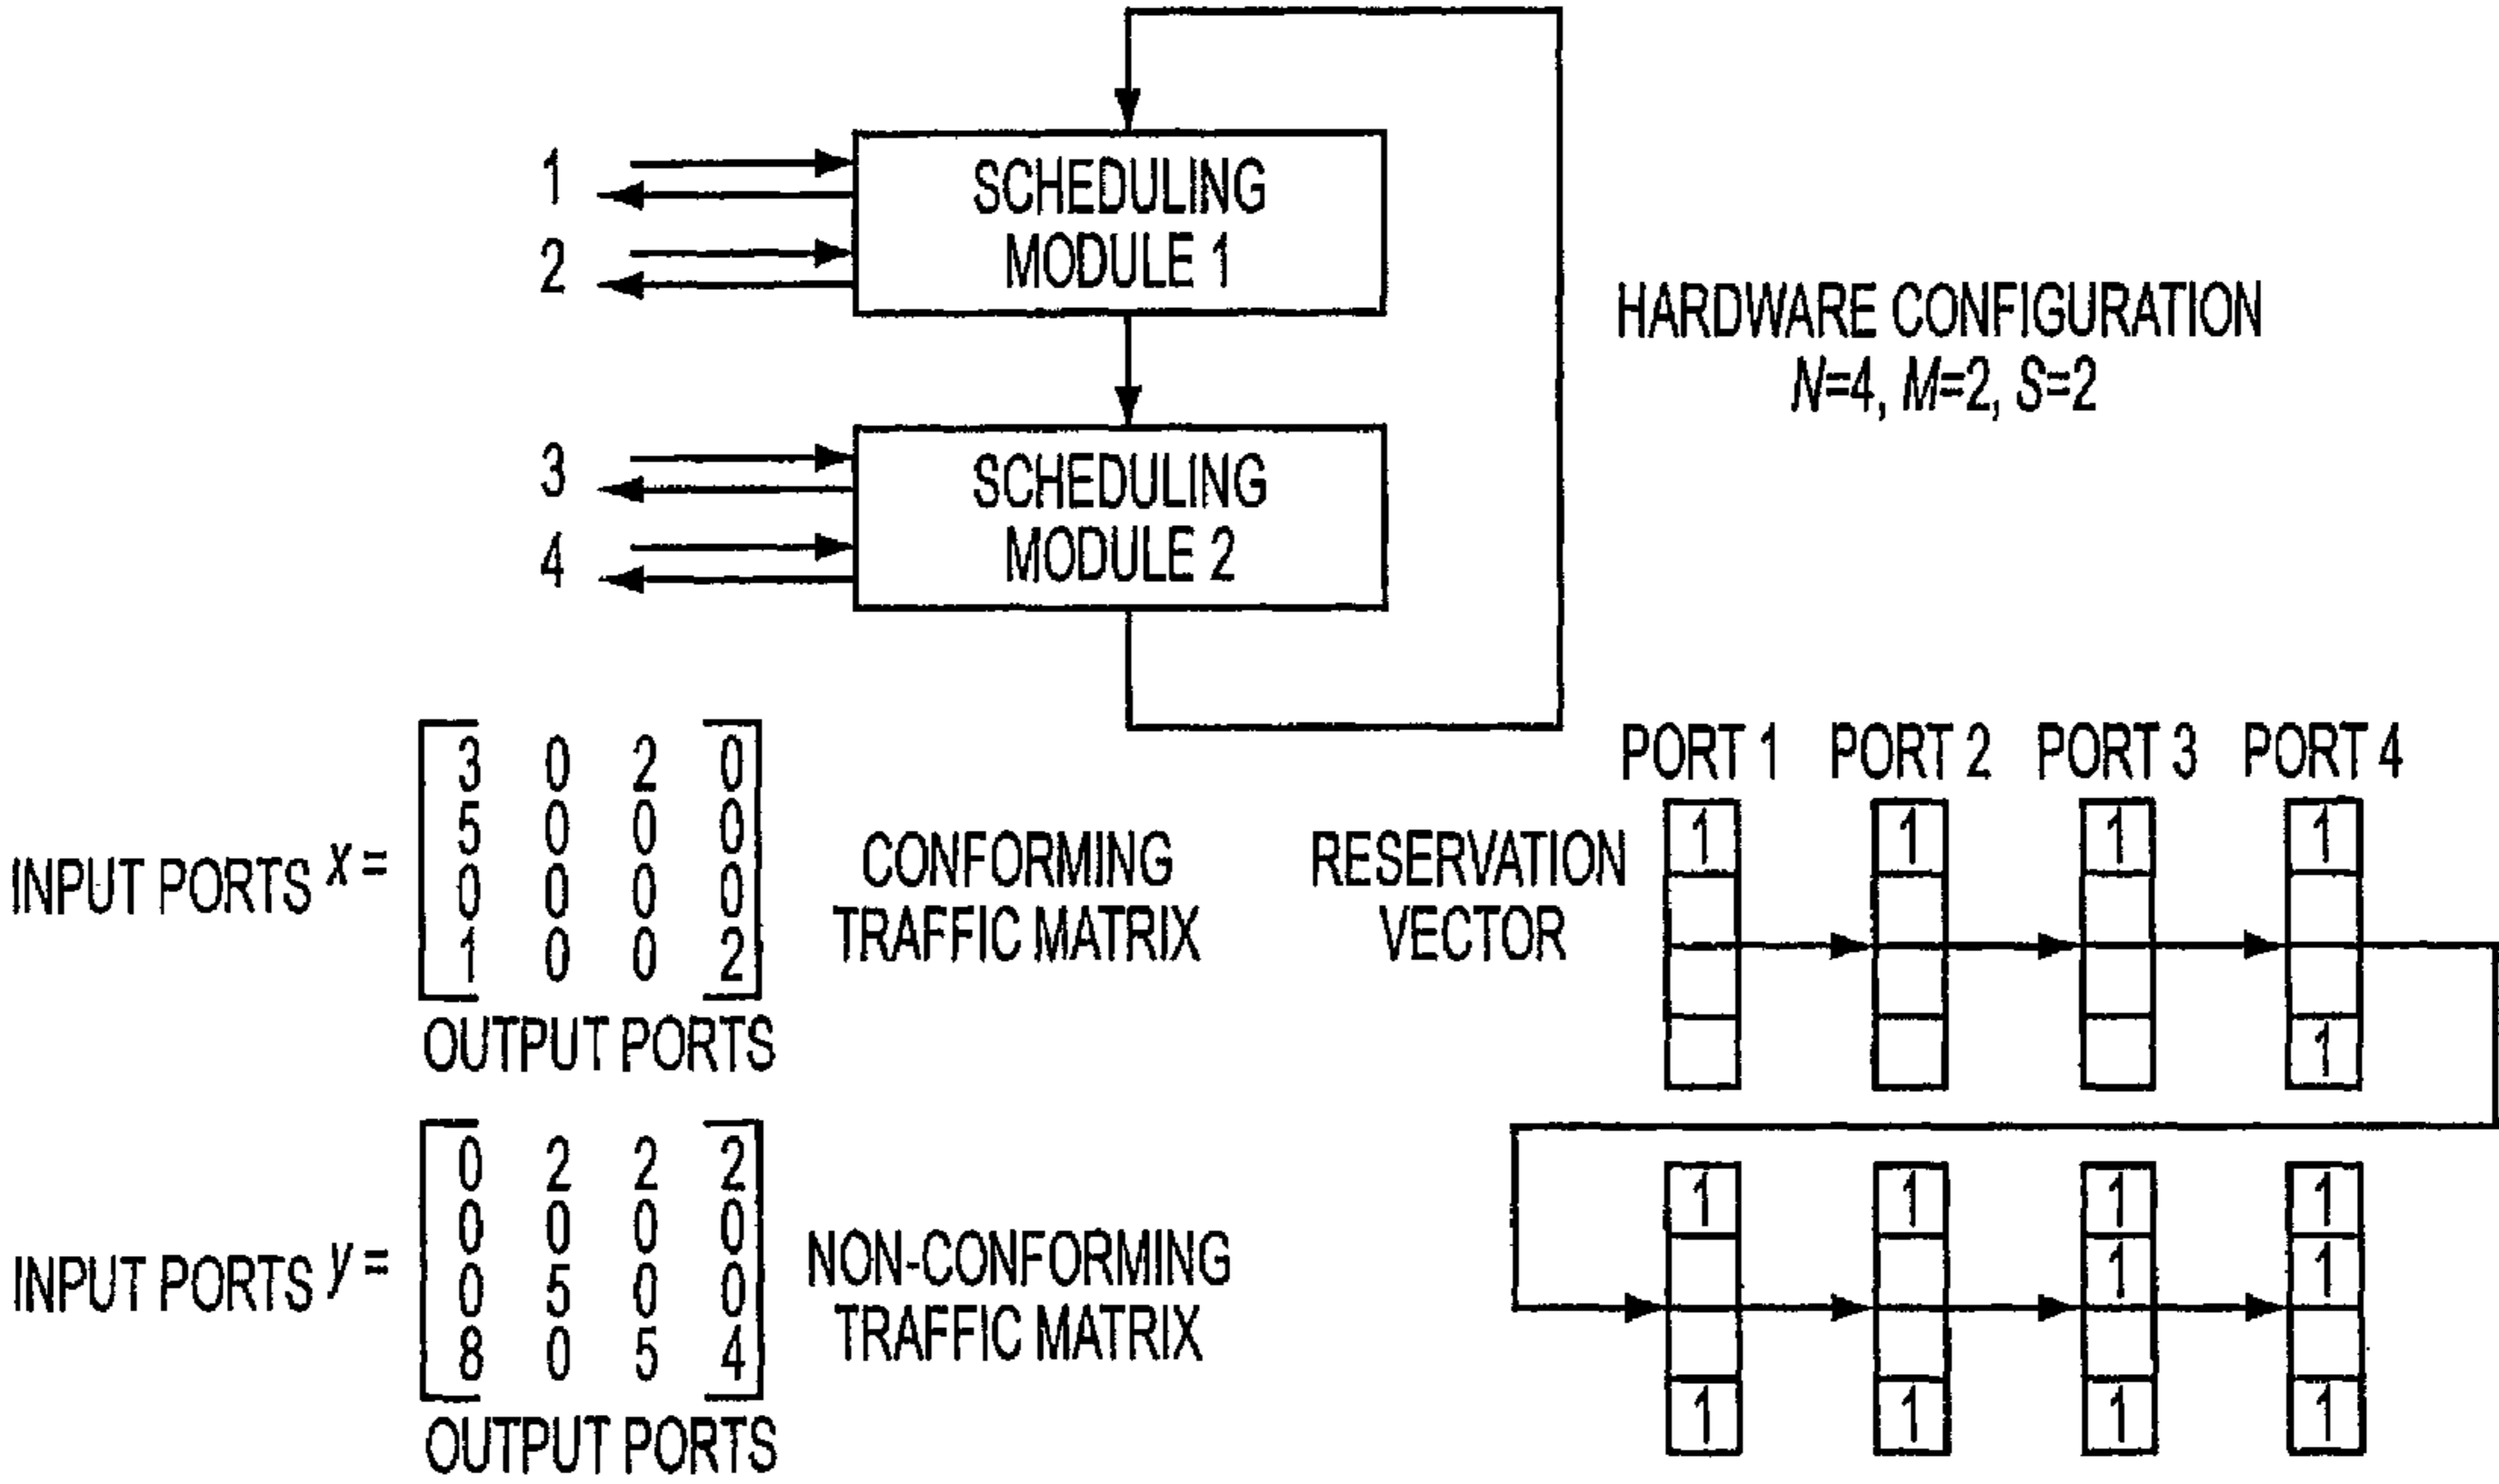 1
SCHEDULING
MODULE 1
2
HARDWARE CONFIGURATION
N=4, M=2, S=2
3
SCHEDULING
MODULE 2
4
INPUT PORTS x =
3 0 2 0
5 0 0 0
0 0 0 0
1 0 0 2
OUTPUT PORTS
CONFORMING
TRAFFIC MATRIX
INPUT PORTS y =
0 2 2 2
0 0 0 0
0 5 0 0
8 0 5 4
OUTPUT PORTS
NON-CONFORMING
TRAFFIC MATRIX
RESERVATION
VECTOR
PORT 1 PORT 2 PORT 3 PORT 4
1 1 1 1
1
1 1 1 1
1 1
1 1 1 1